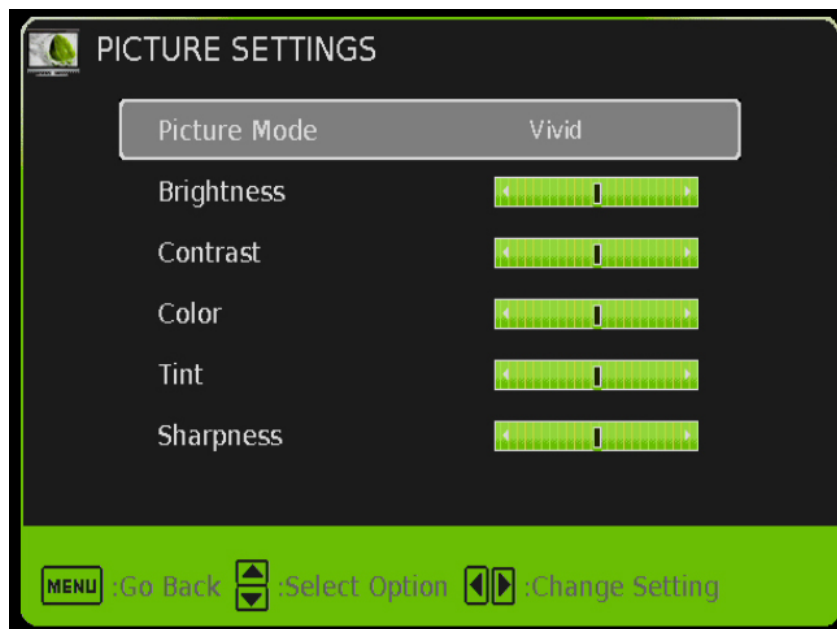 PICTURE SETTINGS
Picture Mode Vivid
Brightness
Contrast
Color
Tint
Sharpness
MENU :Go Back :Select Option :Change Setting